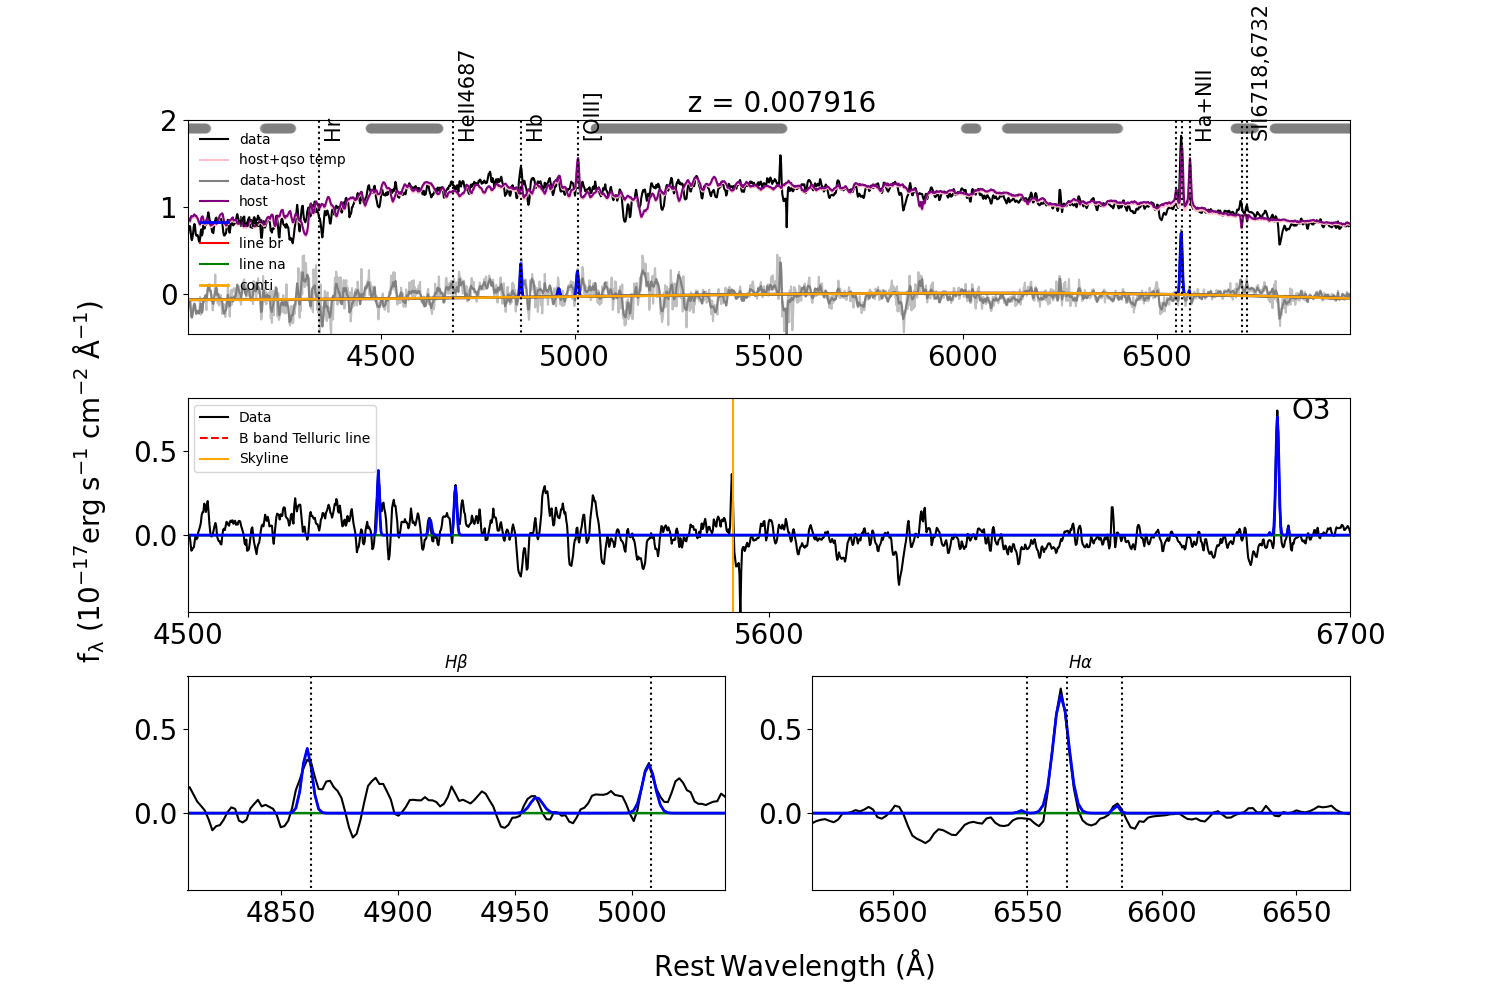 z = 0.007916
Hr
HeII4687
Hb
[OIII]
Ha+NII
SII6718,6732
2
1
0
data
host+qso temp
data-host
host
line br
line na
conti
4500 5000 5500 6000 6500
fλ (10⁻¹⁷erg s⁻¹ cm⁻² Å⁻¹)
0.5
0.0
Data
B band Telluric line
Skyline
O3
4500 5600 6700
Hβ
0.5
0.0
4850 4900 4950 5000
Hα
0.5
0.0
6500 6550 6600 6650
Rest Wavelength (Å)